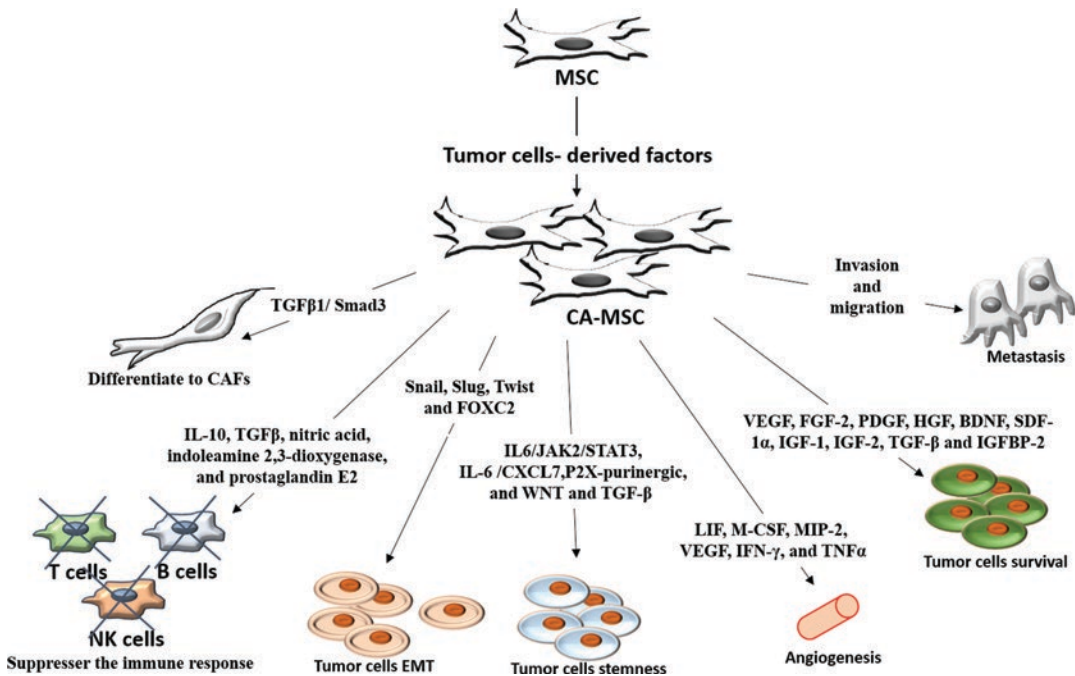 MSC
Tumor cells- derived factors
CA-MSC
TGFβ1/ Smad3
Differentiate to CAFs
Invasion
and
migration
Metastasis
Snail, Slug, Twist
and FOXC2
IL-10, TGFβ, nitric acid,
indoleamine 2,3-dioxygenase,
and prostaglandin E2
IL6/JAK2/STAT3,
IL-6 /CXCL7,P2X-purinergic,
and WNT and TGF-β
VEGF, FGF-2, PDGF, HGF, BDNF, SDF-
1α, IGF-1, IGF-2, TGF-β and IGFBP-2
LIF, M-CSF, MIP-2,
VEGF, IFN-γ, and TNFα
T cells
B cells
NK cells
Suppresser the immune response
Tumor cells EMT
Tumor cells stemness
Angiogenesis
Tumor cells survival